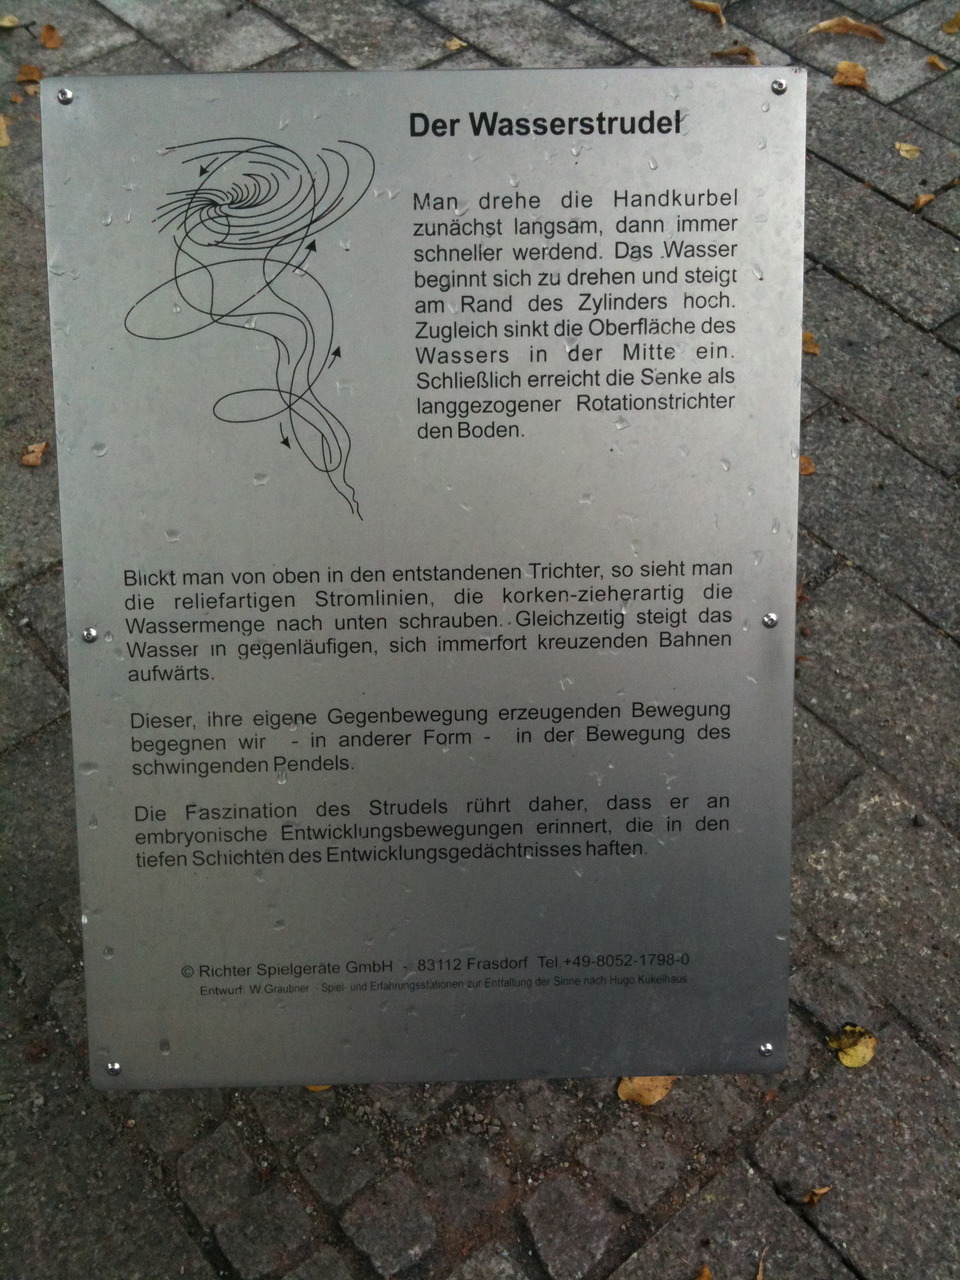 Der Wasserstrudel
Man drehe die Handkurbel
zunächst langsam, dann immer
schneller werdend. Das Wasser
beginnt sich zu drehen und steigt
am Rand des Zylinders hoch.
Zugleich sinkt die Oberfläche des
Wassers in der Mitte ein.
Schließlich erreicht die Senke als
langgezogener Rotationstrichter
den Boden.
Blickt man von oben in den entstandenen Trichter, so sieht man
die reliefartigen Stromlinien, die korken-zieherartig die
Wassermenge nach unten schrauben. Gleichzeitig steigt das
Wasser in gegenläufigen, sich immerfort kreuzenden Bahnen
aufwärts.
Dieser, ihre eigene Gegenbewegung erzeugenden Bewegung
begegnen wir - in anderer Form - in der Bewegung des
schwingenden Pendels.
Die Faszination des Strudels rührt daher, dass er an
embryonische Entwicklungsbewegungen erinnert, die in den
tiefen Schichten des Entwicklungsgedächtnisses haften.
© Richter Spielgeräte GmbH - 83112 Frasdorf Tel.+49-8052-1798-0
Entwurf: W.Graubner - Spiel- und Erfahrungsstationen zur Entfaltung der Sinne nach Hugo Kükelhaus